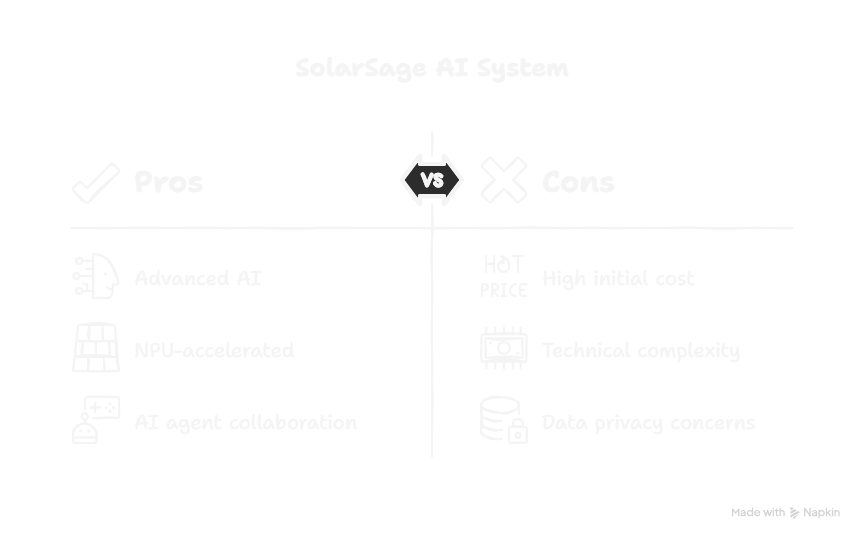 SolarSage AI System
Pros
VS
Cons
Advanced AI
HOT
PRICE
High initial cost
NPU-accelerated
Technical complexity
AI agent collaboration
Data privacy concerns
Made with Napkin